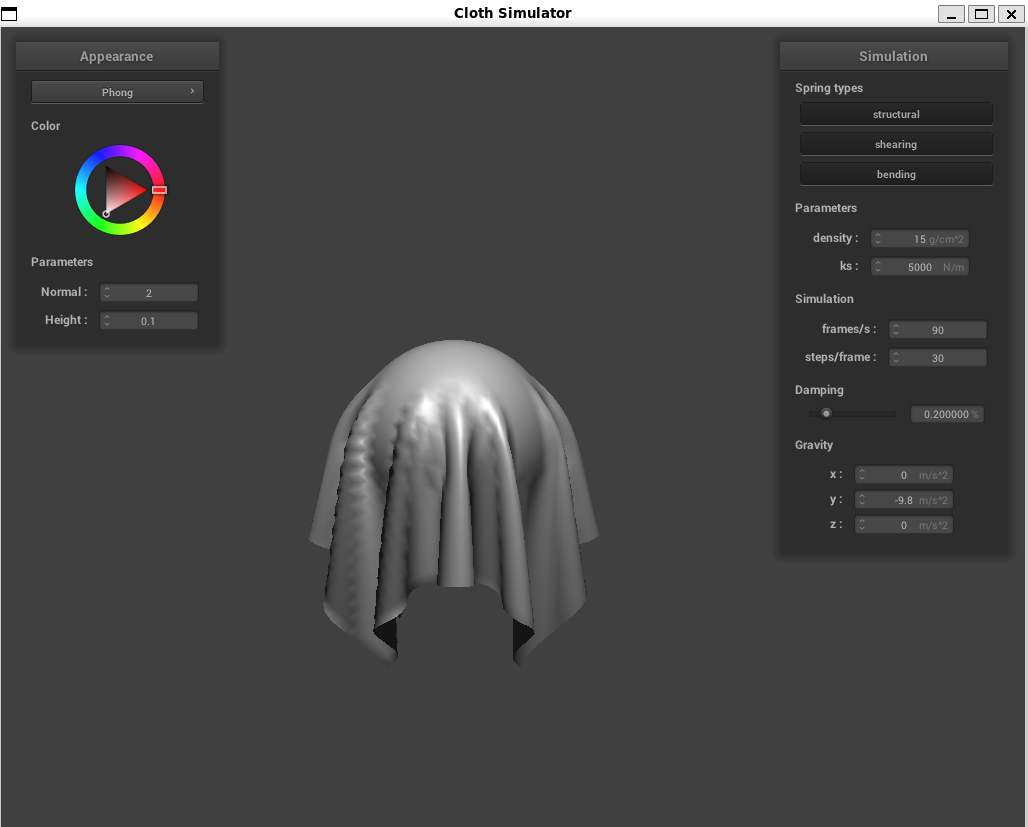 Cloth Simulator
Appearance
Phong
Color
Parameters
Normal : 2
Height : 0.1
Simulation
Spring types
structural
shearing
bending
Parameters
density : 15 g/cm^2
ks : 5000 N/m
Simulation
frames/s : 90
steps/frame : 30
Damping
0.200000 %
Gravity
x : 0 m/s^2
y : -9.8 m/s^2
z : 0 m/s^2